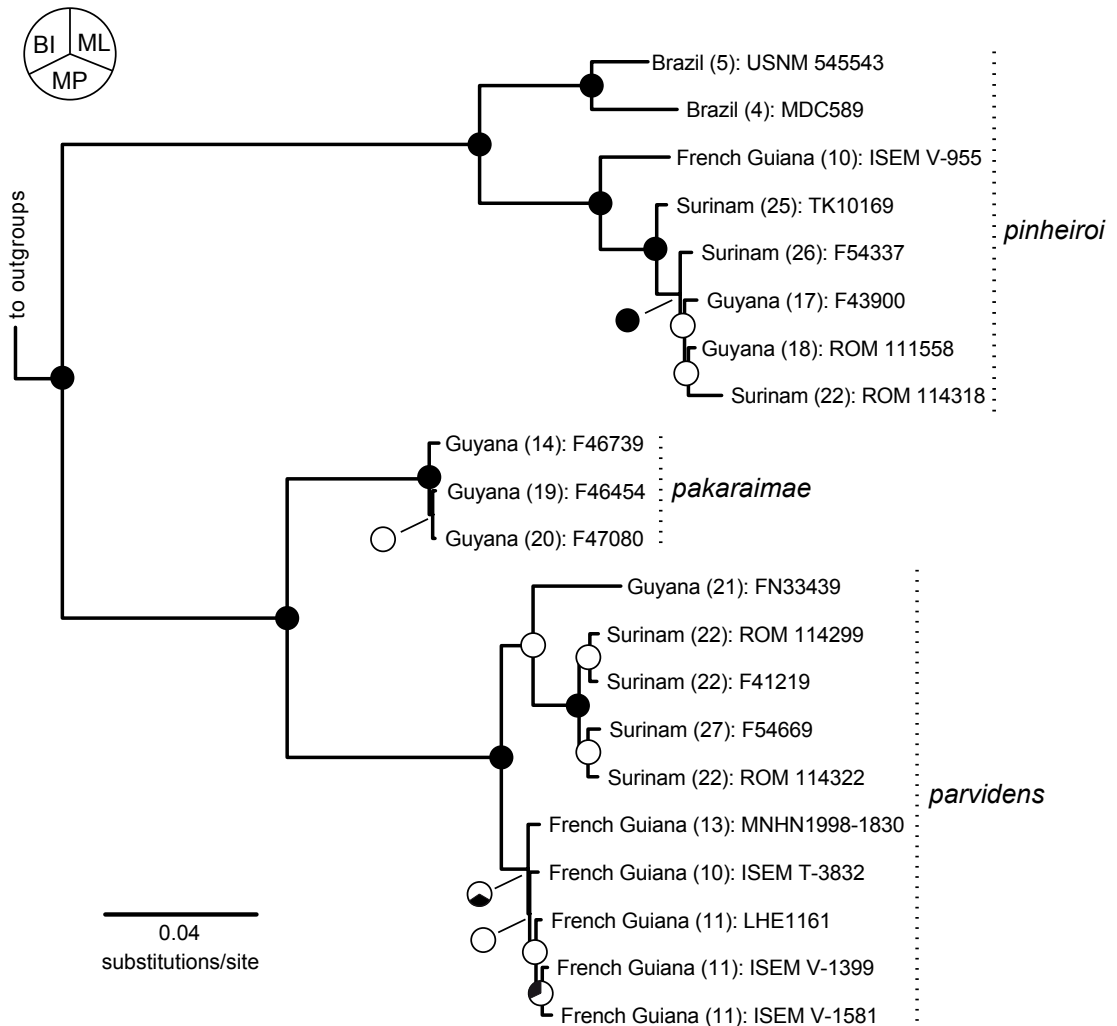 BI ML
MP
to outgroups
Brazil (5): USNM 545543
Brazil (4): MDC589
French Guiana (10): ISEM V-955
Surinam (25): TK10169
Surinam (26): F54337
Guyana (17): F43900
Guyana (18): ROM 111558
Surinam (22): ROM 114318
pinheiroi
Guyana (14): F46739
Guyana (19): F46454
Guyana (20): F47080
pakaraimae
Guyana (21): FN33439
Surinam (22): ROM 114299
Surinam (22): F41219
Surinam (27): F54669
Surinam (22): ROM 114322
French Guiana (13): MNHN1998-1830
French Guiana (10): ISEM T-3832
French Guiana (11): LHE1161
French Guiana (11): ISEM V-1399
French Guiana (11): ISEM V-1581
parvidens
0.04
substitutions/site